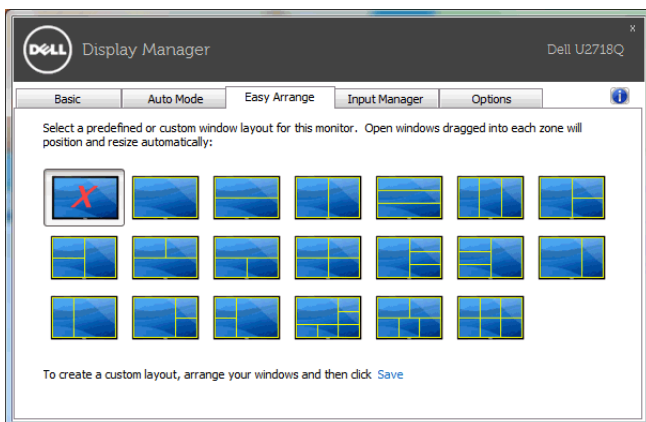 x
DELL Display Manager Dell U2718Q
Basic Auto Mode Easy Arrange Input Manager Options
Select a predefined or custom window layout for this monitor. Open windows dragged into each zone will
position and resize automatically:
X
To create a custom layout, arrange your windows and then click Save